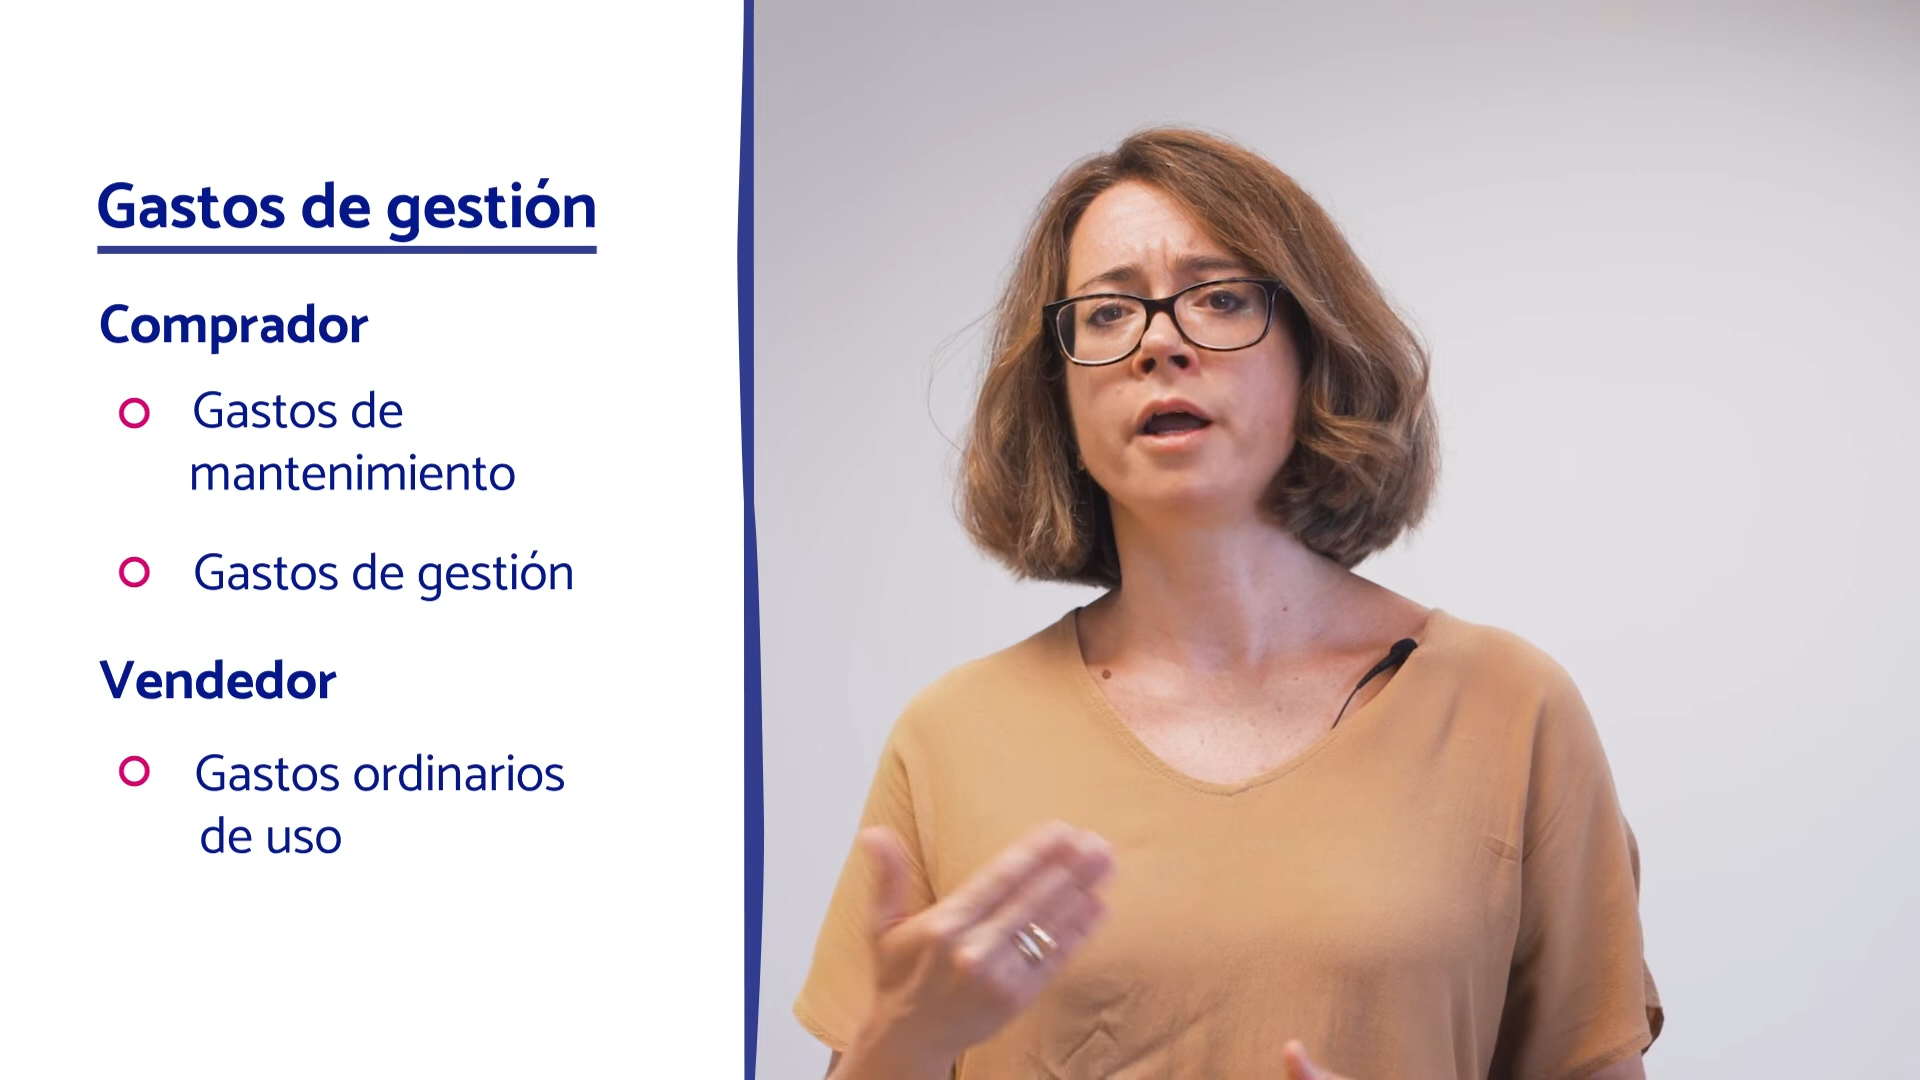 Gastos de gestión
Comprador
Gastos de
mantenimiento
Gastos de gestión
Vendedor
Gastos ordinarios
de uso